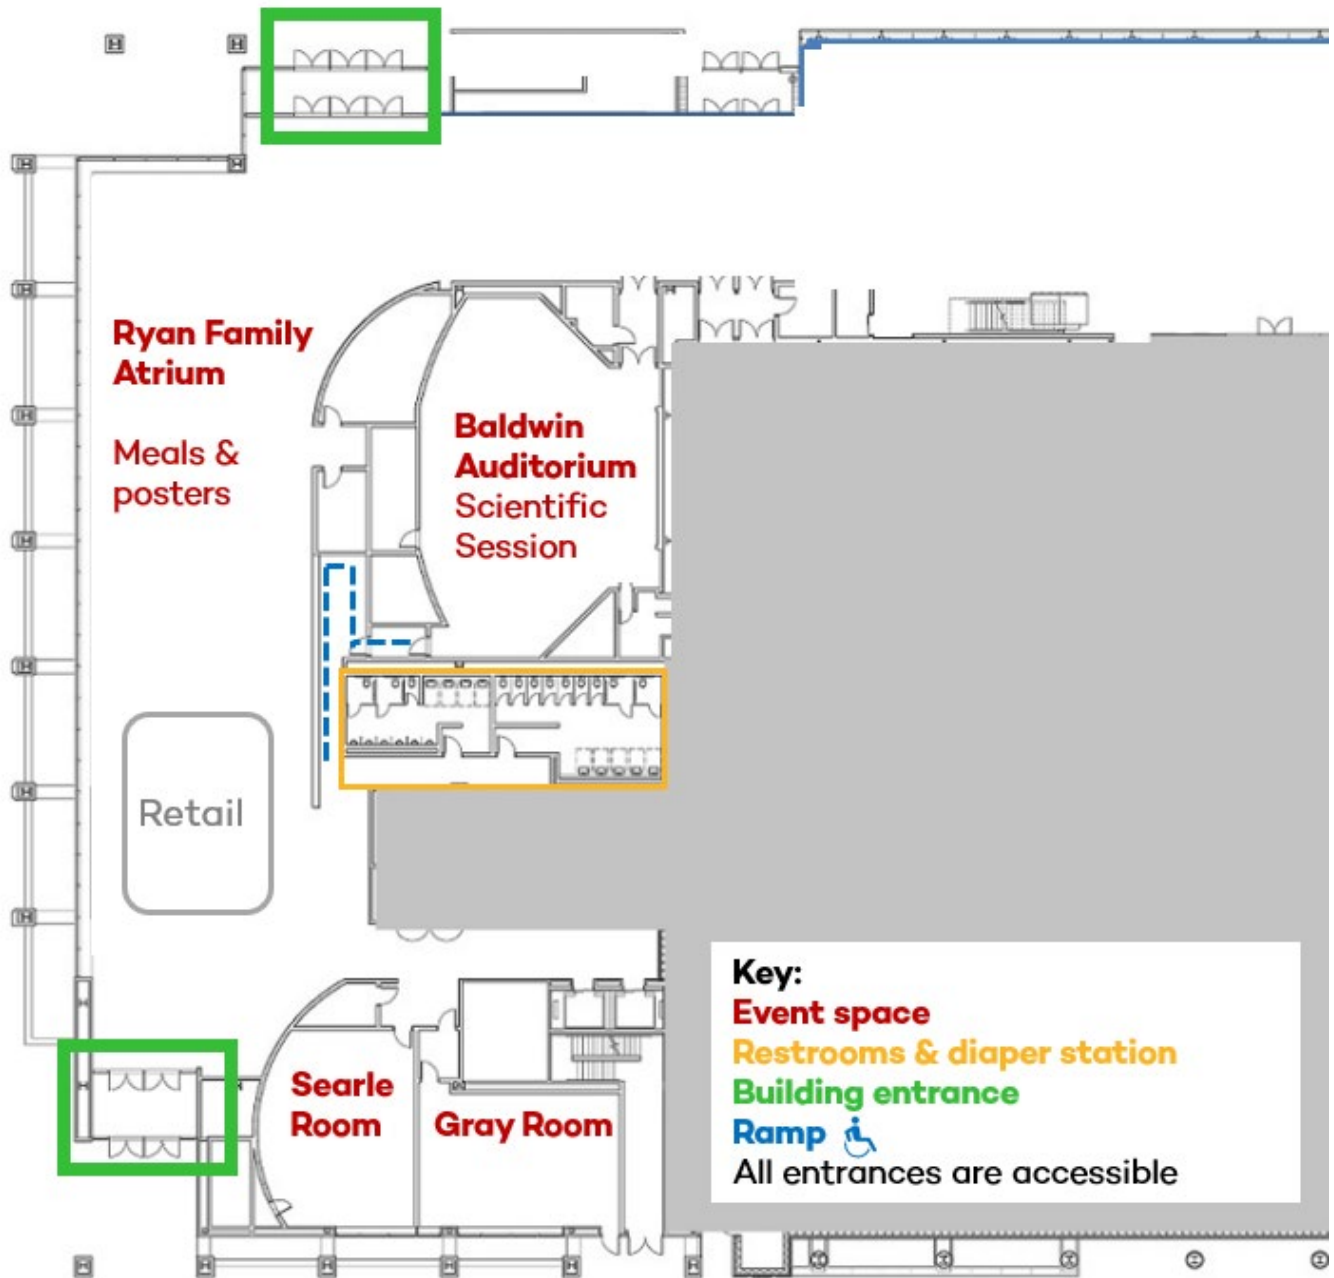 Ryan Family
Atrium
Meals &
posters
Baldwin
Auditorium
Scientific
Session
Retail
Searle
Room
Gray Room
Key:
Event space
Restrooms & diaper station
Building entrance
Ramp
All entrances are accessible